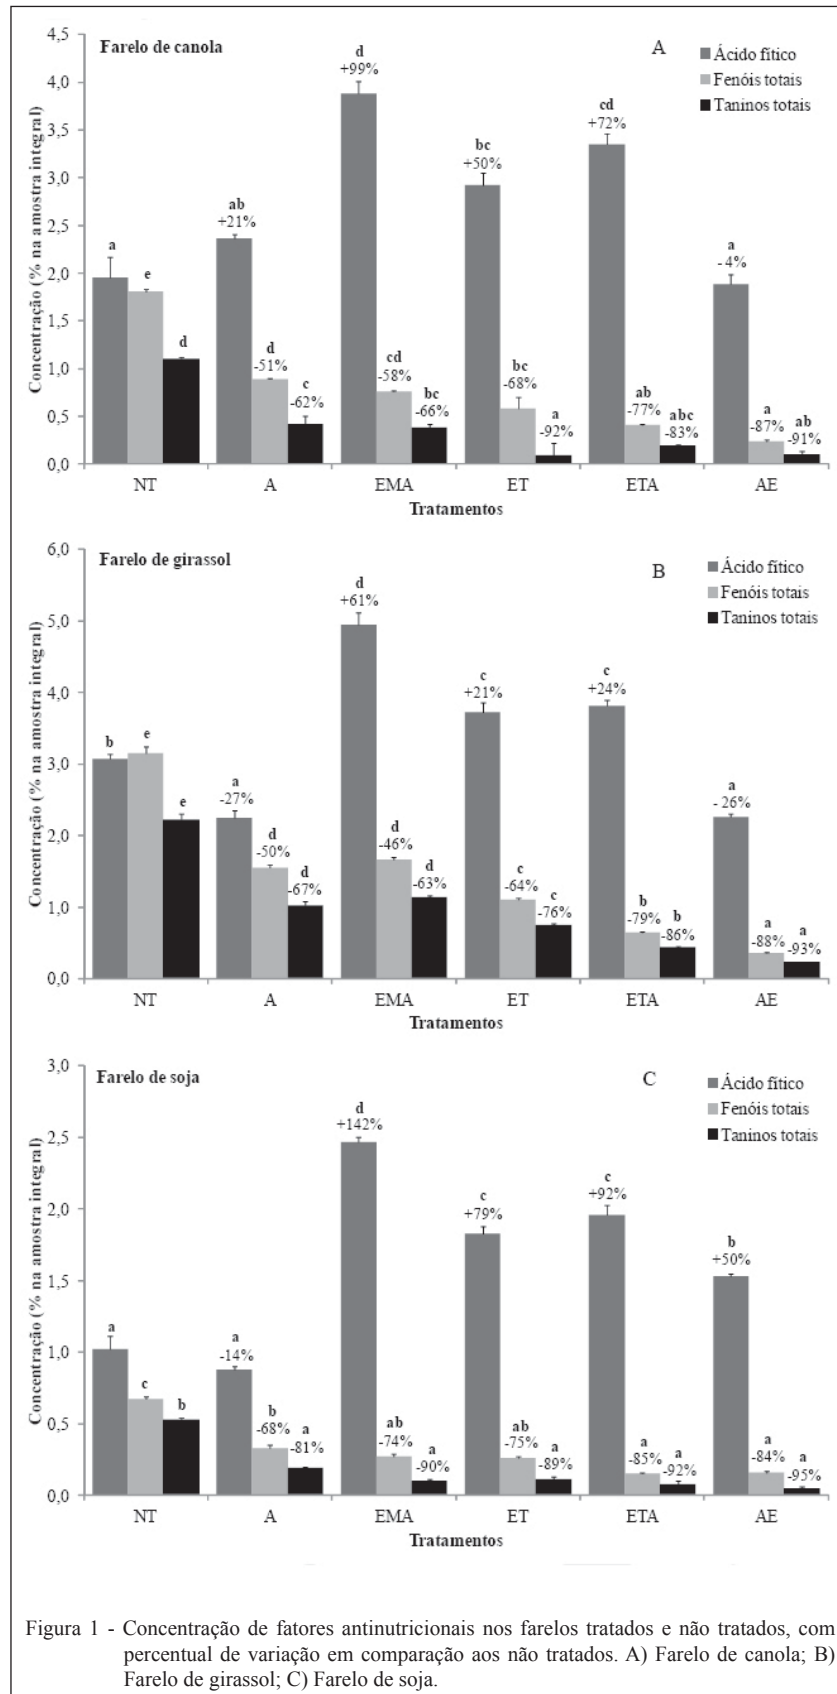 Farelo de canola
A
Ácido fítico
Fenóis totais
Taninos totais
Concentração (% na amostra integral)
4,5
4,0
3,5
3,0
2,5
2,0
1,5
1,0
0,5
0,0
a
e
d
ab
+21%
d
-51%
c
-62%
d
+99%
cd
-58%
bc
-66%
bc
+50%
bc
-68%
a
-92%
cd
+72%
ab
-77%
abc
-83%
a
- 4%
a
-87%
ab
-91%
NT A EMA ET ETA AE
Tratamentos
Farelo de girassol
B
Ácido fítico
Fenóis totais
Taninos totais
Concentração (% na amostra integral)
6,0
5,0
4,0
3,0
2,0
1,0
0,0
b
e
e
a
-27%
d
-50%
d
-67%
d
+61%
d
-46%
d
-63%
c
+21%
c
-64%
c
-76%
c
+24%
b
-79%
b
-86%
a
- 26%
a
-88%
a
-93%
NT A EMA ET ETA AE
Tratamentos
Farelo de soja
C
Ácido fítico
Fenóis totais
Taninos totais
Concentração (% na amostra integral)
3,0
2,5
2,0
1,5
1,0
0,5
0,0
a
c
b
a
-14%
b
-68%
a
-81%
d
+142%
ab
-74%
a
-90%
c
+79%
ab
-75%
a
-89%
c
+92%
a
-85%
a
-92%
b
+50%
a
-84%
a
-95%
NT A EMA ET ETA AE
Tratamentos
Figura 1 - Concentração de fatores antinutricionais nos farelos tratados e não tratados, com
percentual de variação em comparação aos não tratados. A) Farelo de canola; B)
Farelo de girassol; C) Farelo de soja.